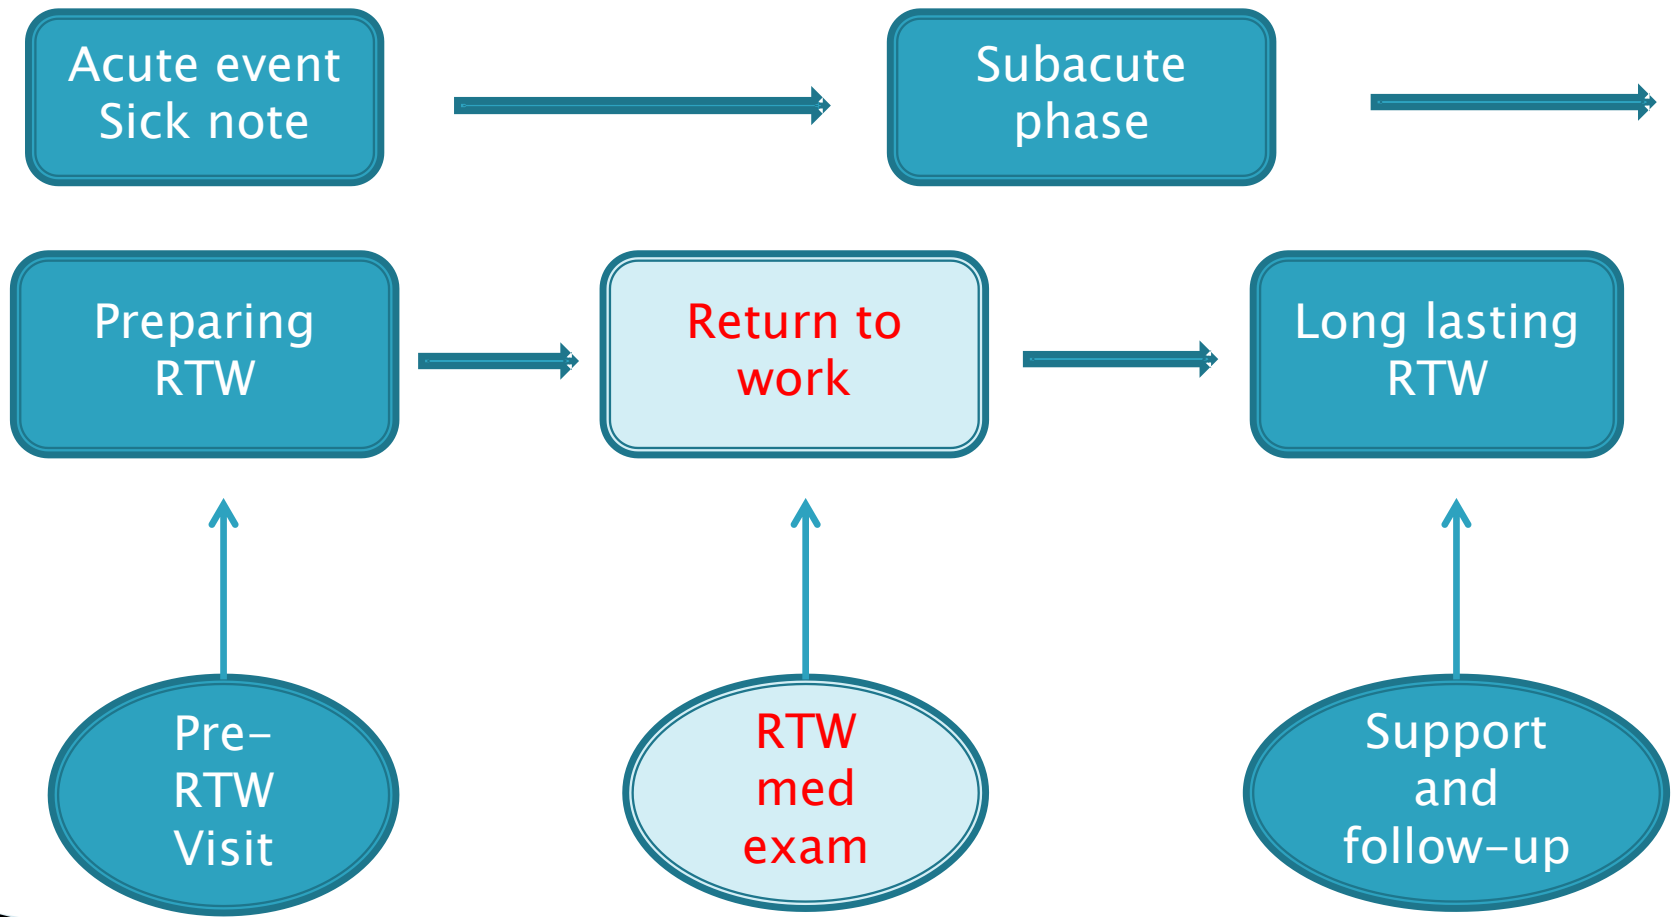 Acute event
Sick note
Subacute
phase
Preparing
RTW
Return to
work
Long lasting
RTW
Pre-
RTW
Visit
RTW
med
exam
Support
and
follow-up